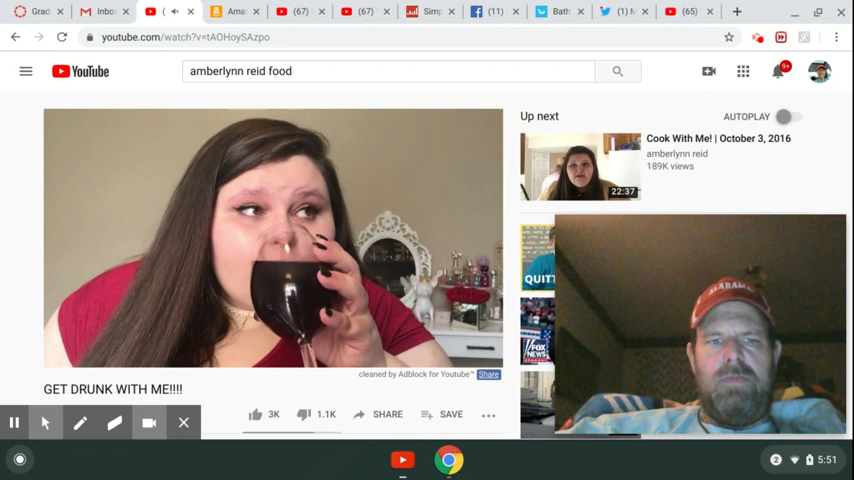 Grad
Inbo
(
Ama
(67)
(67)
Simp
(11)
Bath
(1) M
(65)
youtube.com/watch?v=tAOHoySAzpo
YouTube
amberlynn reid food
9+
Up next
AUTOPLAY
Cook With Me! | October 3, 2016
amberlynn reid
189K views
22:37
QUIT
FOX
NEWS
ALABAMA
cleaned by Adblock for Youtube™ Share
GET DRUNK WITH ME!!!!
3K
1.1K
SHARE
SAVE
2
5:51